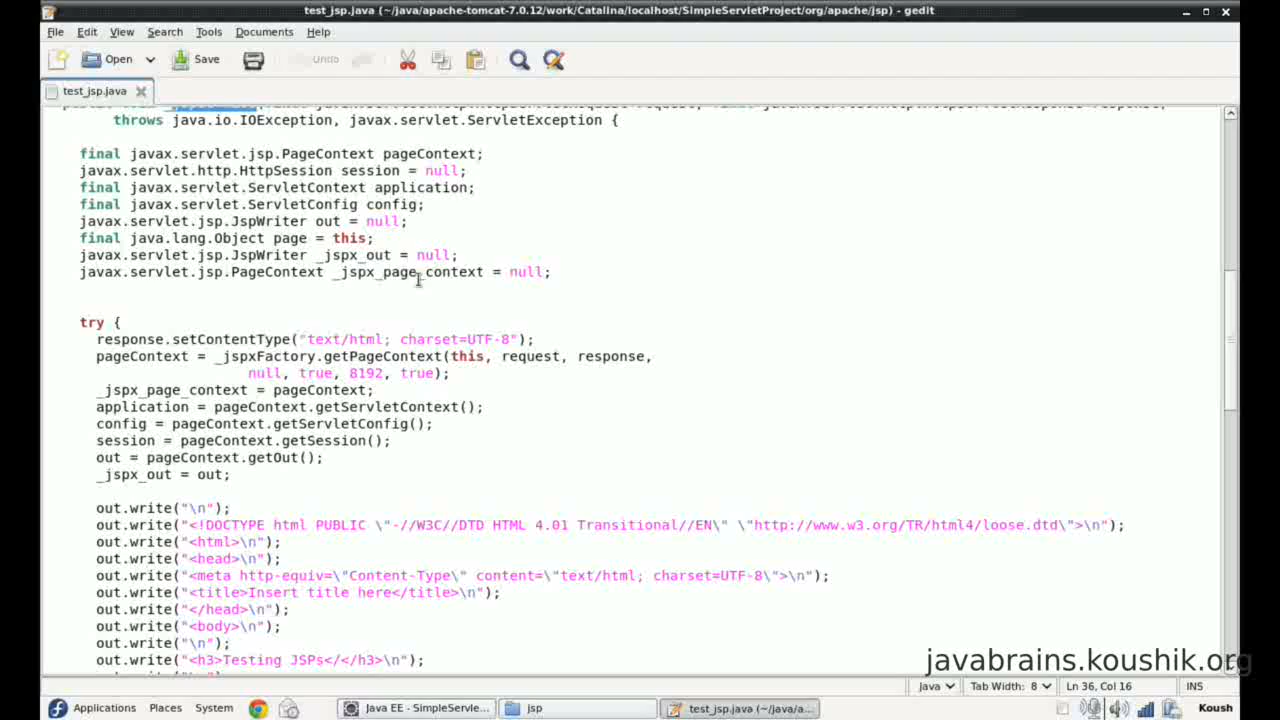 test_jsp.java (~/java/apache-tomcat-7.0.12/work/Catalina/localhost/SimpleServletProject/org/apache/jsp) - gedit
File Edit View Search Tools Documents Help
Open Save Undo
test_jsp.java
throws java.io.IOException, javax.servlet.ServletException {
final javax.servlet.jsp.PageContext pageContext;
javax.servlet.http.HttpSession session = null;
final javax.servlet.ServletContext application;
final javax.servlet.ServletConfig config;
javax.servlet.jsp.JspWriter out = null;
final java.lang.Object page = this;
javax.servlet.jsp.JspWriter _jspx_out = null;
javax.servlet.jsp.PageContext _jspx_page_context = null;
try {
response.setContentType("text/html; charset=UTF-8");
pageContext = _jspxFactory.getPageContext(this, request, response,
null, true, 8192, true);
_jspx_page_context = pageContext;
application = pageContext.getServletContext();
config = pageContext.getServletConfig();
session = pageContext.getSession();
out = pageContext.getOut();
_jspx_out = out;
out.write("\n");
out.write("<!DOCTYPE html PUBLIC \"-//W3C//DTD HTML 4.01 Transitional//EN\" \"http://www.w3.org/TR/html4/loose.dtd\">\n");
out.write("<html>\n");
out.write("<head>\n");
out.write("<meta http-equiv=\"Content-Type\" content=\"text/html; charset=UTF-8\">\n");
out.write("<title>Insert title here</title>\n");
out.write("</head>\n");
out.write("<body>\n");
out.write("\n");
out.write("<h3>Testing JSPs</</h3>\n");
javabrains.koushik.org
Java Tab Width: 8 Ln 36, Col 16 INS
Applications Places System Java EE - SimpleServle... jsp test_jsp.java (~/java/a... Koush